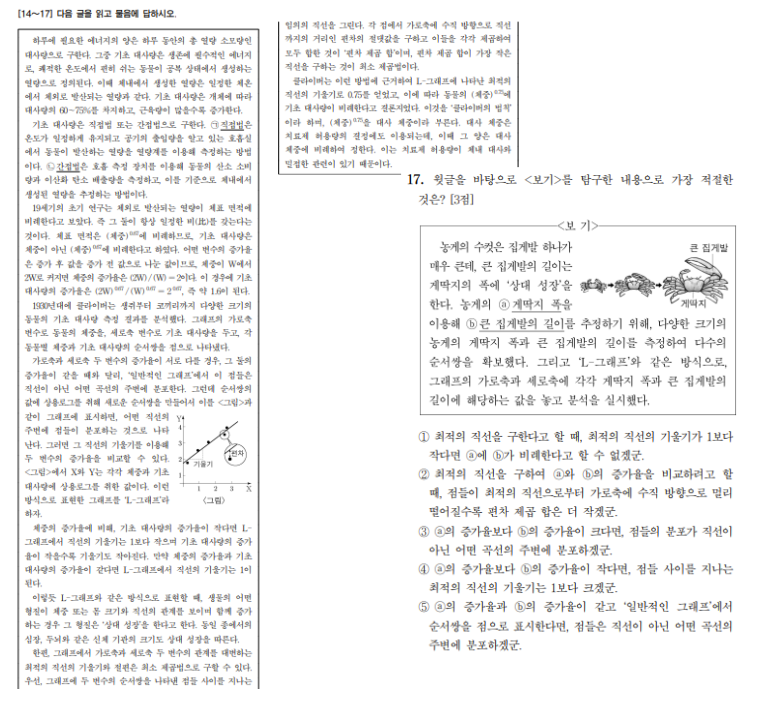 [14~17] 다음 글을 읽고 물음에 답하시오.
하루에 필요한 에너지의 양은 하루 동안의 총 열량 소모량인
대사량으로 구한다. 그중 기초 대사량은 생존에 필수적인 에너지
로, 쾌적한 온도에서 편히 쉬는 동물이 공복 상태에서 생성하는
열량으로 정의된다. 이때 체내에서 생성한 열량은 일정한 체온
에서 체외로 발산되는 열량과 같다. 기초 대사량은 개체에 따라
대사량의 60~75%를 차지하고, 근육량이 많을수록 증가한다.
기초 대사량은 직접법 또는 간접법으로 구한다. ㉠직접법은
온도가 일정하게 유지되고 공기의 출입량을 알고 있는 호흡실
에서 동물이 발산하는 열량을 열량계를 이용해 측정하는 방법
이다. ㉡간접법은 호흡 측정 장치를 이용해 동물의 산소 소비
량과 이산화 탄소 배출량을 측정하고, 이를 기준으로 체내에서
생성된 열량을 추정하는 방법이다.
19세기의 초기 연구는 체외로 발산되는 열량이 체표 면적에
비례한다고 보았다. 즉 그 둘이 항상 일정한 비(比)를 갖는다는
것이다. 체표 면적은 (체중)^0.67에 비례하므로, 기초 대사량은
체중이 아닌 (체중)^0.67에 비례한다고 하였다. 어떤 변수의 증가율
은 증가 후 값을 증가 전 값으로 나눈 값이므로, 체중이 W에서
2W로 커지면 체중의 증가율은 (2W)/(W)=2이다. 이 경우에 기초
대사량의 증가율은 (2W)^0.67/(W)^0.67=2^0.67, 즉 약 1.6이 된다.
1930년대에 클라이버는 생쥐부터 코끼리까지 다양한 크기의
동물의 기초 대사량 측정 결과를 분석했다. 그래프의 가로축
변수로 동물의 체중을, 세로축 변수로 기초 대사량을 두고, 각
동물별 체중과 기초 대사량의 순서쌍을 점으로 나타냈다.
가로축과 세로축 두 변수의 증가율이 서로 다를 경우, 그 둘의
증가율이 같을 때와 달리, '일반적인 그래프'에서 이 점들은
직선이 아닌 어떤 곡선의 주변에 분포한다. 그런데 순서쌍의
값에 상용로그를 취해 새로운 순서쌍을 만들어서 이를 <그림>과
같이 그래프에 표시하면, 어떤 직선의
주변에 점들이 분포하는 것으로 나타
난다. 그러면 그 직선의 기울기를 이용해
두 변수의 증가율을 비교할 수 있다.
<그림>에서 X와 Y는 각각 체중과 기초
대사량에 상용로그를 취한 값이다. 이런
방식으로 표현한 그래프를 'L-그래프'라
하자.
Y
4
3
2
1
기울기
편차
1 2 3 X
<그림>
체중의 증가율에 비해, 기초 대사량의 증가율이 작다면 L-
그래프에서 직선의 기울기는 1보다 작으며 기초 대사량의 증가
율이 작을수록 기울기도 작아진다. 만약 체중의 증가율과 기초
대사량의 증가율이 같다면 L-그래프에서 직선의 기울기는 1이
된다.
이렇듯 L-그래프와 같은 방식으로 표현할 때, 생물의 어떤
형질이 체중 또는 몸 크기와 직선의 관계를 보이며 함께 증가
하는 경우 그 형질은 '상대 성장'을 한다고 한다. 동일 종에서의
심장, 두뇌와 같은 신체 기관의 크기도 상대 성장을 따른다.
한편, 그래프에서 가로축과 세로축 두 변수의 관계를 대변하는
최적의 직선의 기울기와 절편은 최소 제곱법으로 구할 수 있다.
우선, 그래프에 두 변수의 순서쌍을 나타낸 점들 사이를 지나는
임의의 직선을 그린다. 각 점에서 가로축에 수직 방향으로 직선
까지의 거리인 편차의 절댓값을 구하고 이들을 각각 제곱하여
모두 합한 것이 '편차 제곱 합'이며, 편차 제곱 합이 가장 작은
직선을 구하는 것이 최소 제곱법이다.
클라이버는 이런 방법에 근거하여 L-그래프에 나타난 최적의
직선의 기울기로 0.75를 얻었고, 이에 따라 동물의 (체중)^0.75에
기초 대사량이 비례한다고 결론지었다. 이것을 '클라이버의 법칙'
이라 하며, (체중)^0.75을 대사 체중이라 부른다. 대사 체중은
치료제 허용량의 결정에도 이용되는데, 이때 그 양은 대사
체중에 비례하여 정한다. 이는 치료제 허용량이 체내 대사와
밀접한 관련이 있기 때문이다.
17. 윗글을 바탕으로 <보기>를 탐구한 내용으로 가장 적절한
것은? [3점]
<보 기>
농게의 수컷은 집게발 하나가
매우 큰데, 큰 집게발의 길이는
게딱지의 폭에 '상대 성장'을
한다. 농게의 ⓐ게딱지 폭을
큰 집게발
게딱지
이용해 ⓑ큰 집게발의 길이를 추정하기 위해, 다양한 크기의
농게의 게딱지 폭과 큰 집게발의 길이를 측정하여 다수의
순서쌍을 확보했다. 그리고 'L-그래프'와 같은 방식으로,
그래프의 가로축과 세로축에 각각 게딱지 폭과 큰 집게발의
길이에 해당하는 값을 놓고 분석을 실시했다.
① 최적의 직선을 구한다고 할 때, 최적의 직선의 기울기가 1보다
작다면 ⓐ에 ⓑ가 비례한다고 할 수 없겠군.
② 최적의 직선을 구하여 ⓐ와 ⓑ의 증가율을 비교하려고 할
때, 점들이 최적의 직선으로부터 가로축에 수직 방향으로 멀리
떨어질수록 편차 제곱 합은 더 작겠군.
③ ⓐ의 증가율보다 ⓑ의 증가율이 크다면, 점들의 분포가 직선이
아닌 어떤 곡선의 주변에 분포하겠군.
④ ⓐ의 증가율보다 ⓑ의 증가율이 작다면, 점들 사이를 지나는
최적의 직선의 기울기는 1보다 크겠군.
⑤ ⓐ의 증가율과 ⓑ의 증가율이 같고 '일반적인 그래프'에서
순서쌍을 점으로 표시한다면, 점들은 직선이 아닌 어떤 곡선의
주변에 분포하겠군.